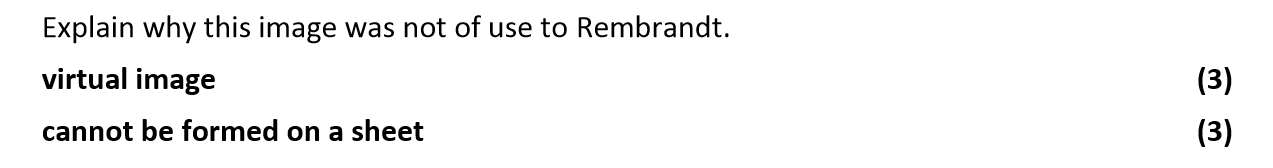 Explain why this image was not of use to Rembrandt.
virtual image (3)
cannot be formed on a sheet (3)